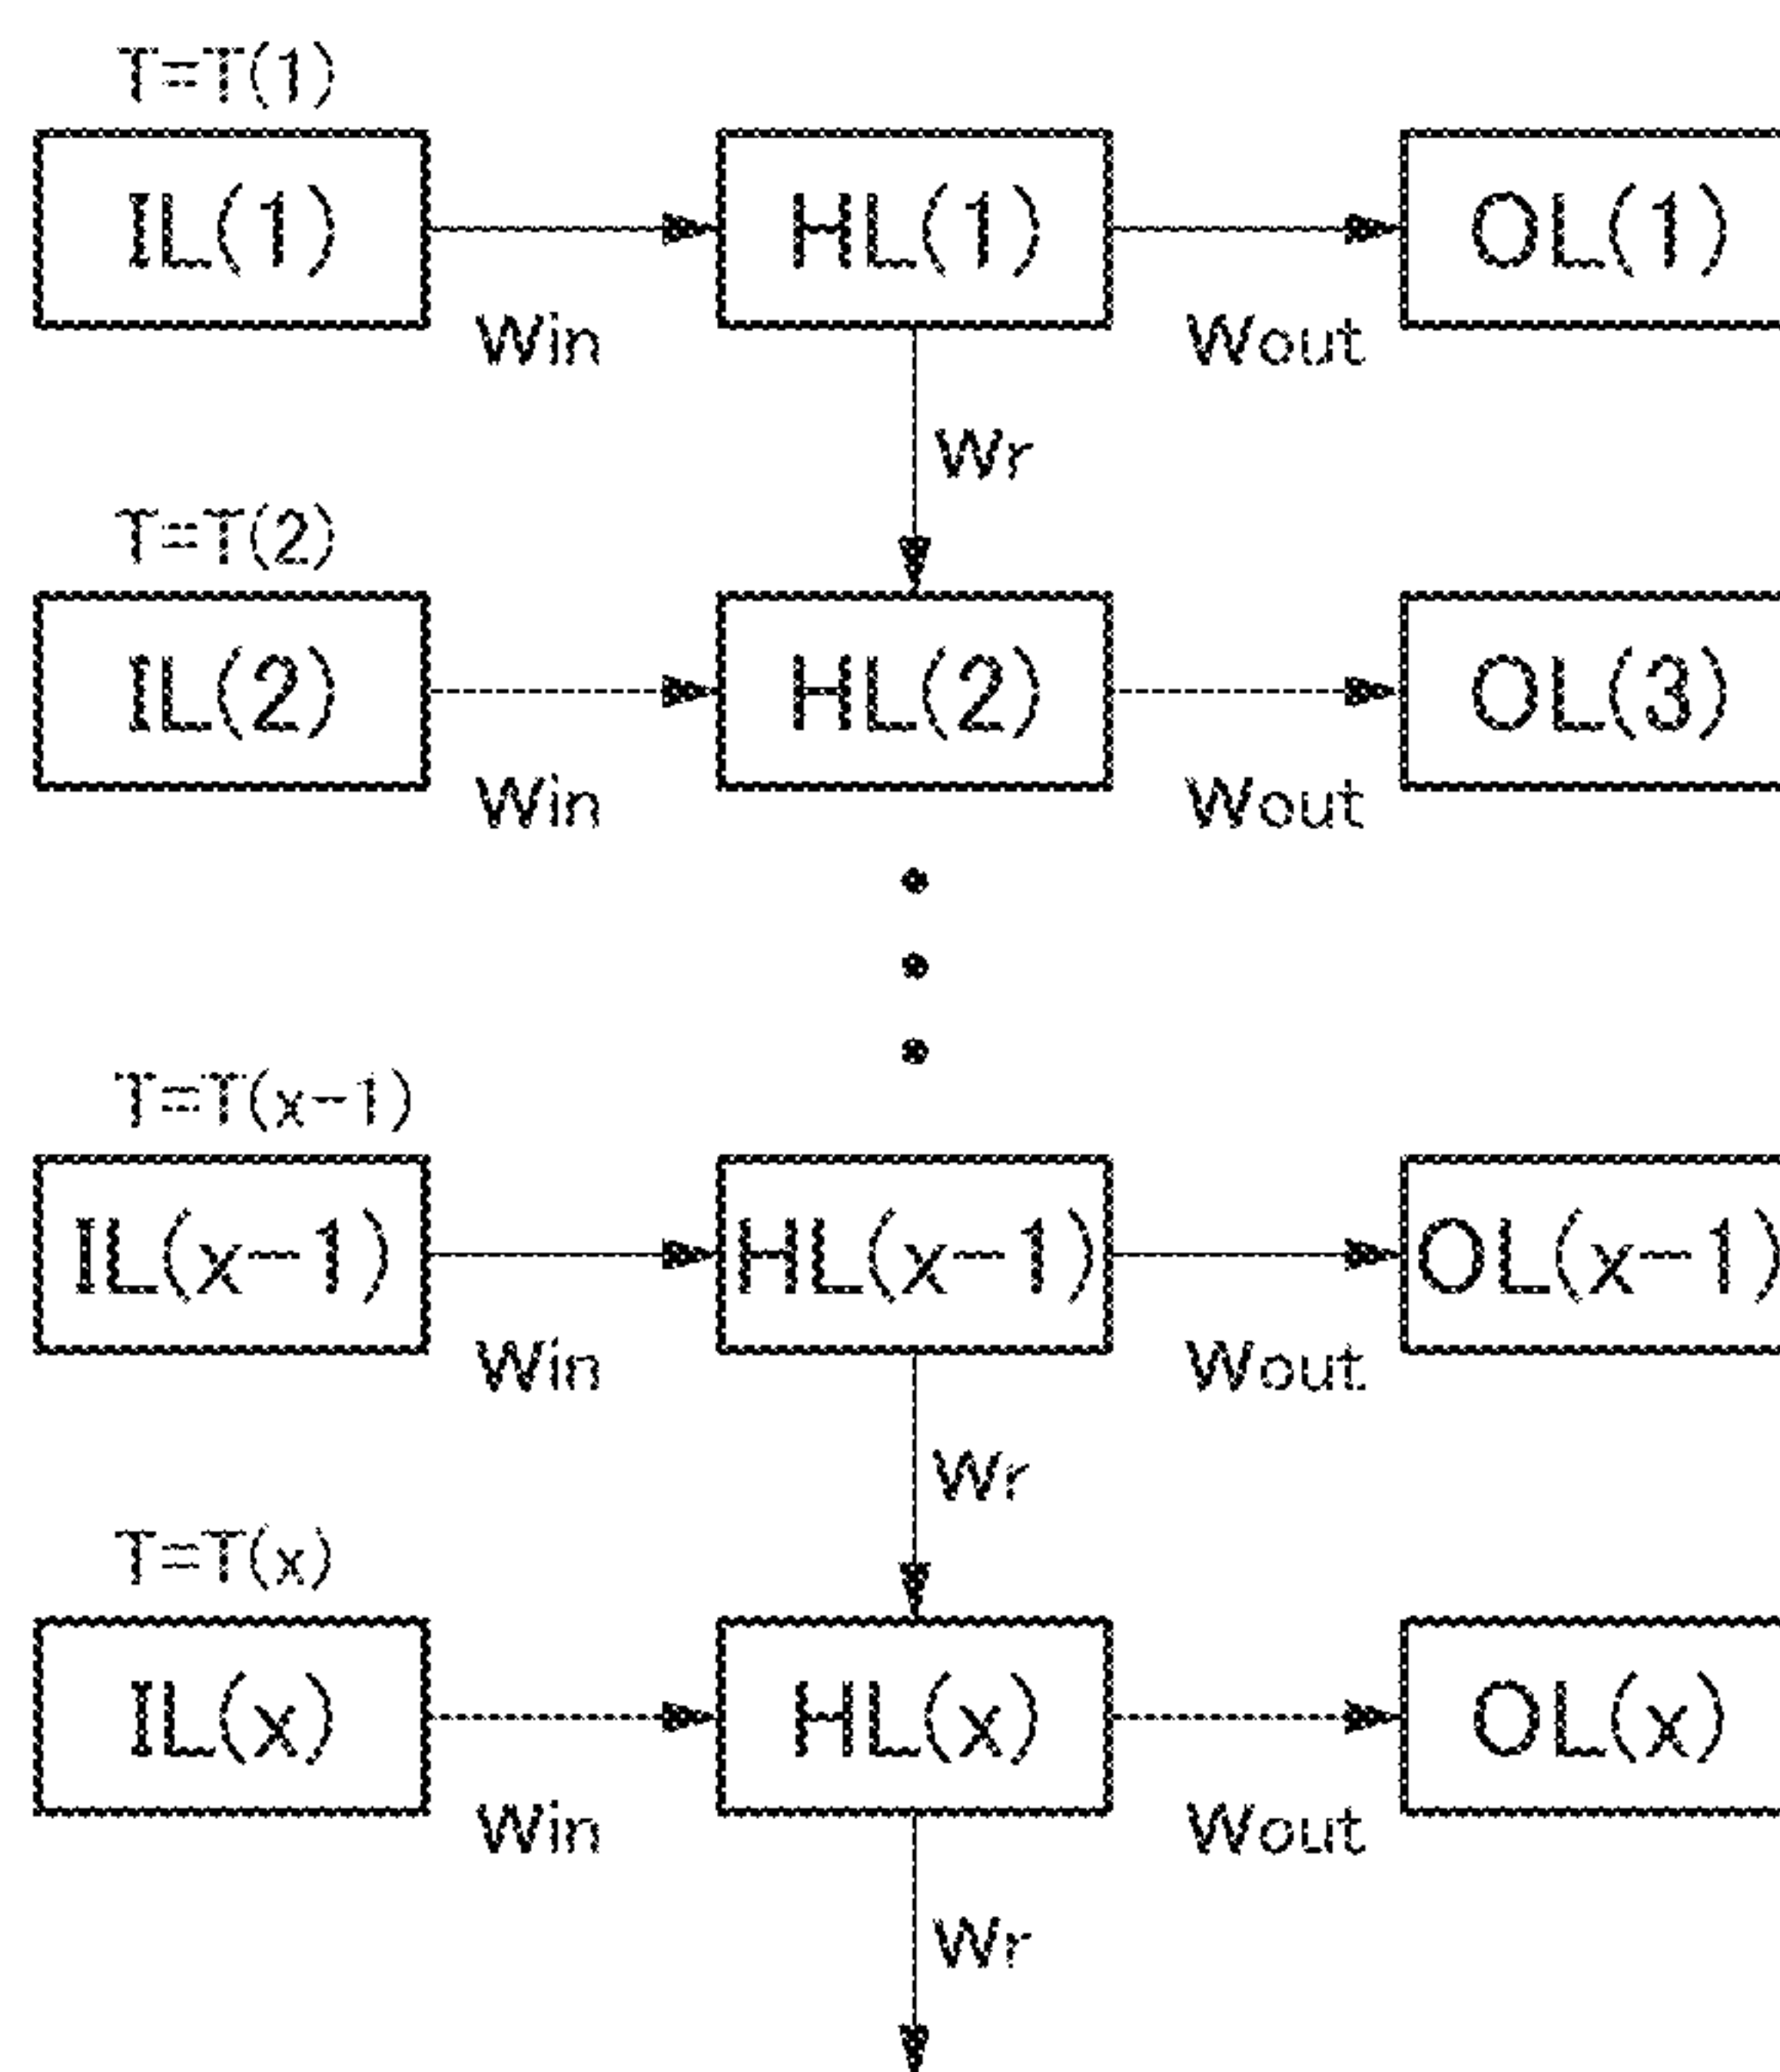 T=T(1)
IL(1) HL(1) OL(1)
Win Wout
Wr
T=T(2)
IL(2) HL(2) OL(3)
Win Wout
T=T(x-1)
IL(x-1) HL(x-1) OL(x-1)
Win Wout
Wr
T=T(x)
IL(x) HL(x) OL(x)
Win Wout
Wr